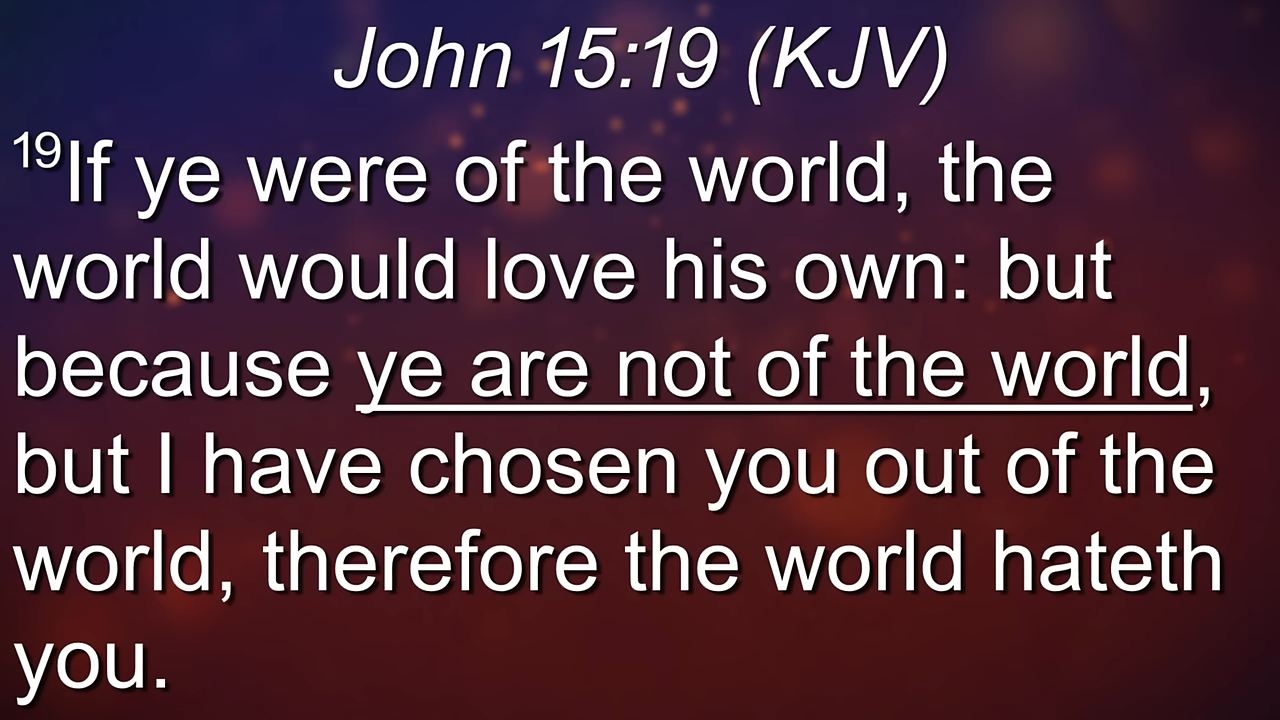 John 15:19 (KJV)
19If ye were of the world, the
world would love his own: but
because ye are not of the world,
but I have chosen you out of the
world, therefore the world hateth
you.